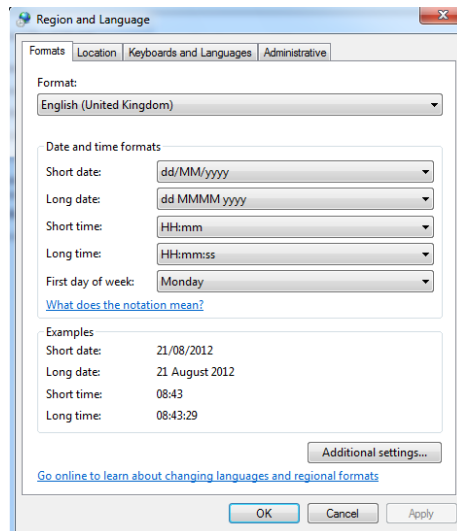 Region and Language
Formats Location Keyboards and Languages Administrative
Format:
English (United Kingdom)
Date and time formats
Short date: dd/MM/yyyy
Long date: dd MMMM yyyy
Short time: HH:mm
Long time: HH:mm:ss
First day of week: Monday
What does the notation mean?
Examples
Short date: 21/08/2012
Long date: 21 August 2012
Short time: 08:43
Long time: 08:43:29
Additional settings...
Go online to learn about changing languages and regional formats
OK Cancel Apply